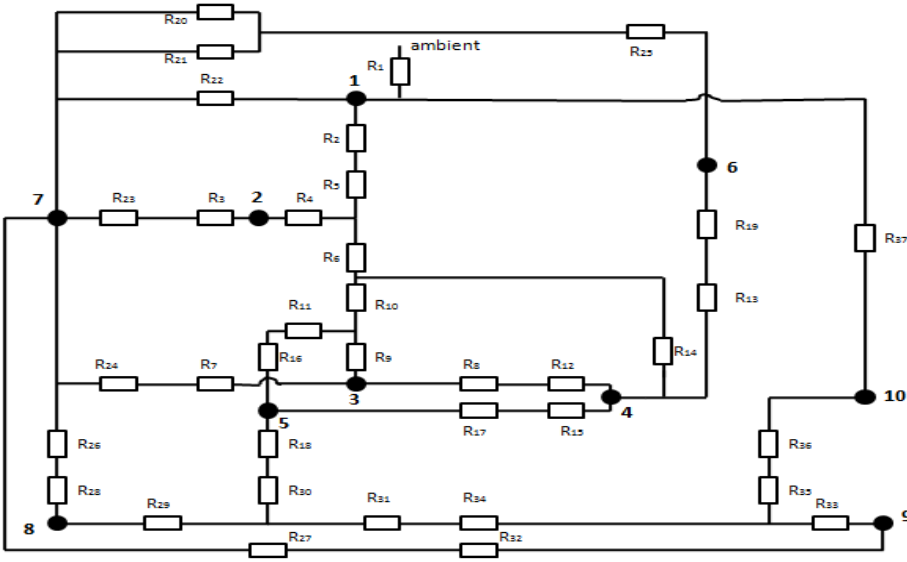 R₂₀
R₂₁
R₂₅
ambient
R₁
R₂₂
1
R₂
R₅
6
7
R₂₃
R₃
2
R₄
R₁₉
R₃₇
R₆
R₁₁
R₁₀
R₁₃
R₁₆
R₉
R₁₄
R₂₄
R₇
R₈
R₁₂
3
4
10
5
R₁₇
R₁₅
R₂₆
R₁₈
R₃₆
R₂₈
R₃₀
R₃₅
R₂₉
R₃₁
R₃₄
R₃₃
8
9
R₂₇
R₃₂